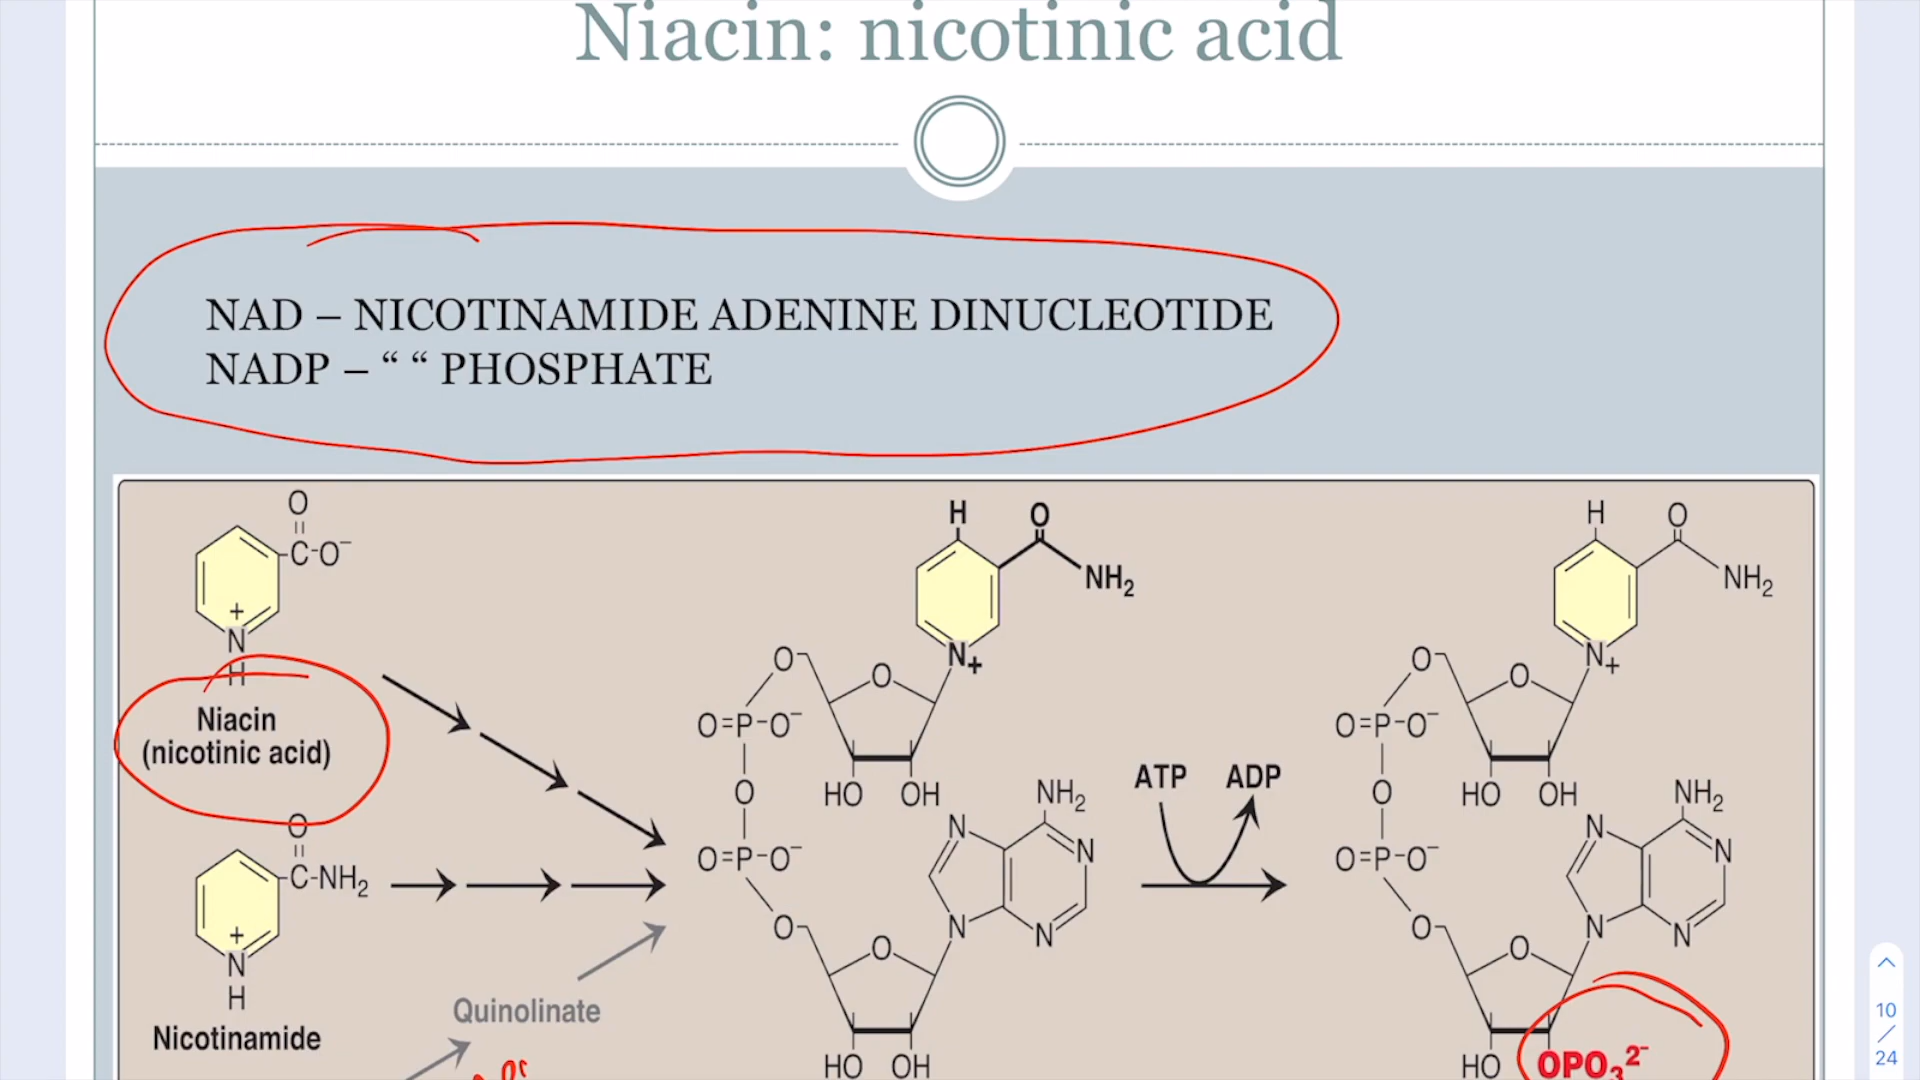 Niacin: nicotinic acid
NAD – NICOTINAMIDE ADENINE DINUCLEOTIDE
NADP – “ “ PHOSPHATE
O
C-O⁻
+
N
H
Niacin
(nicotinic acid)
O
C-NH₂
+
N
H
Nicotinamide
Quinolinate
H
O
NH₂
N+
O
O
O=P-O⁻
HO OH
O
NH₂
N
N
O=P-O⁻
N
N
O
O
HO OH
ATP ADP
H
O
NH₂
N+
O
O
O=P-O⁻
HO OH
O
NH₂
N
N
O=P-O⁻
N
N
O
O
HO OPO₃²⁻
10
/
24